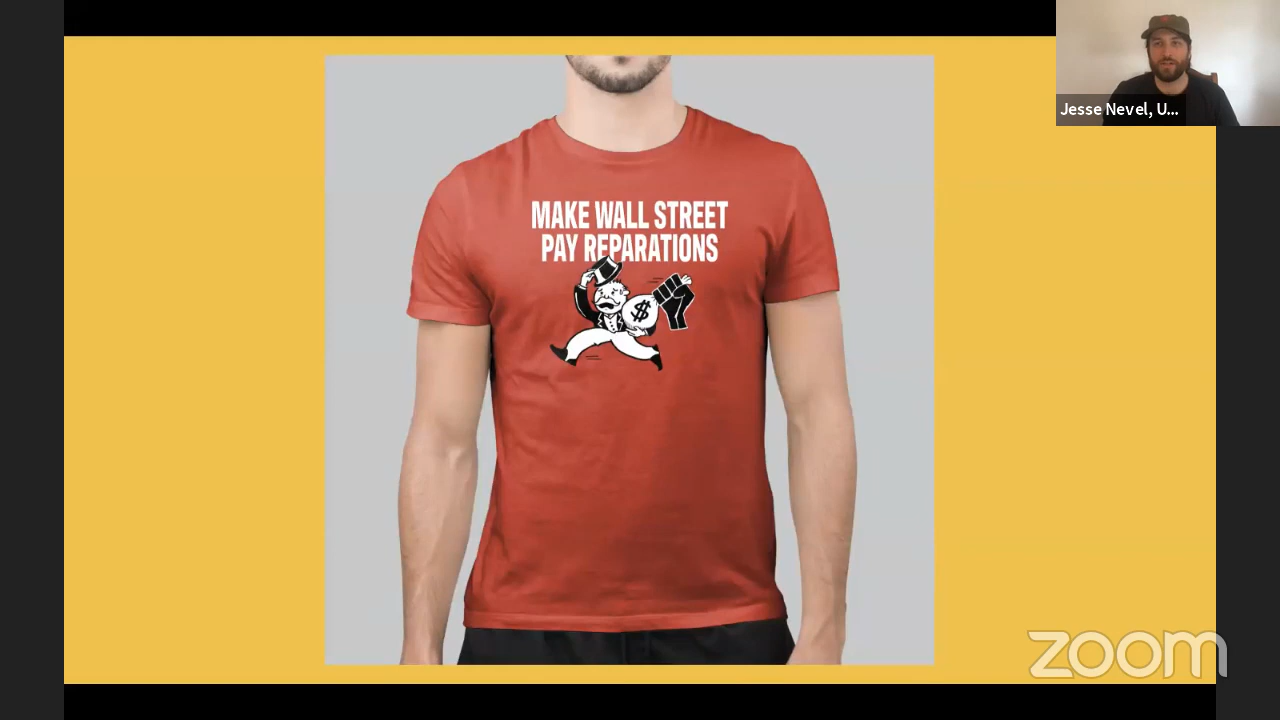 MAKE WALL STREET
PAY REPARATIONS
$
Jesse Nevel, U...
zoom